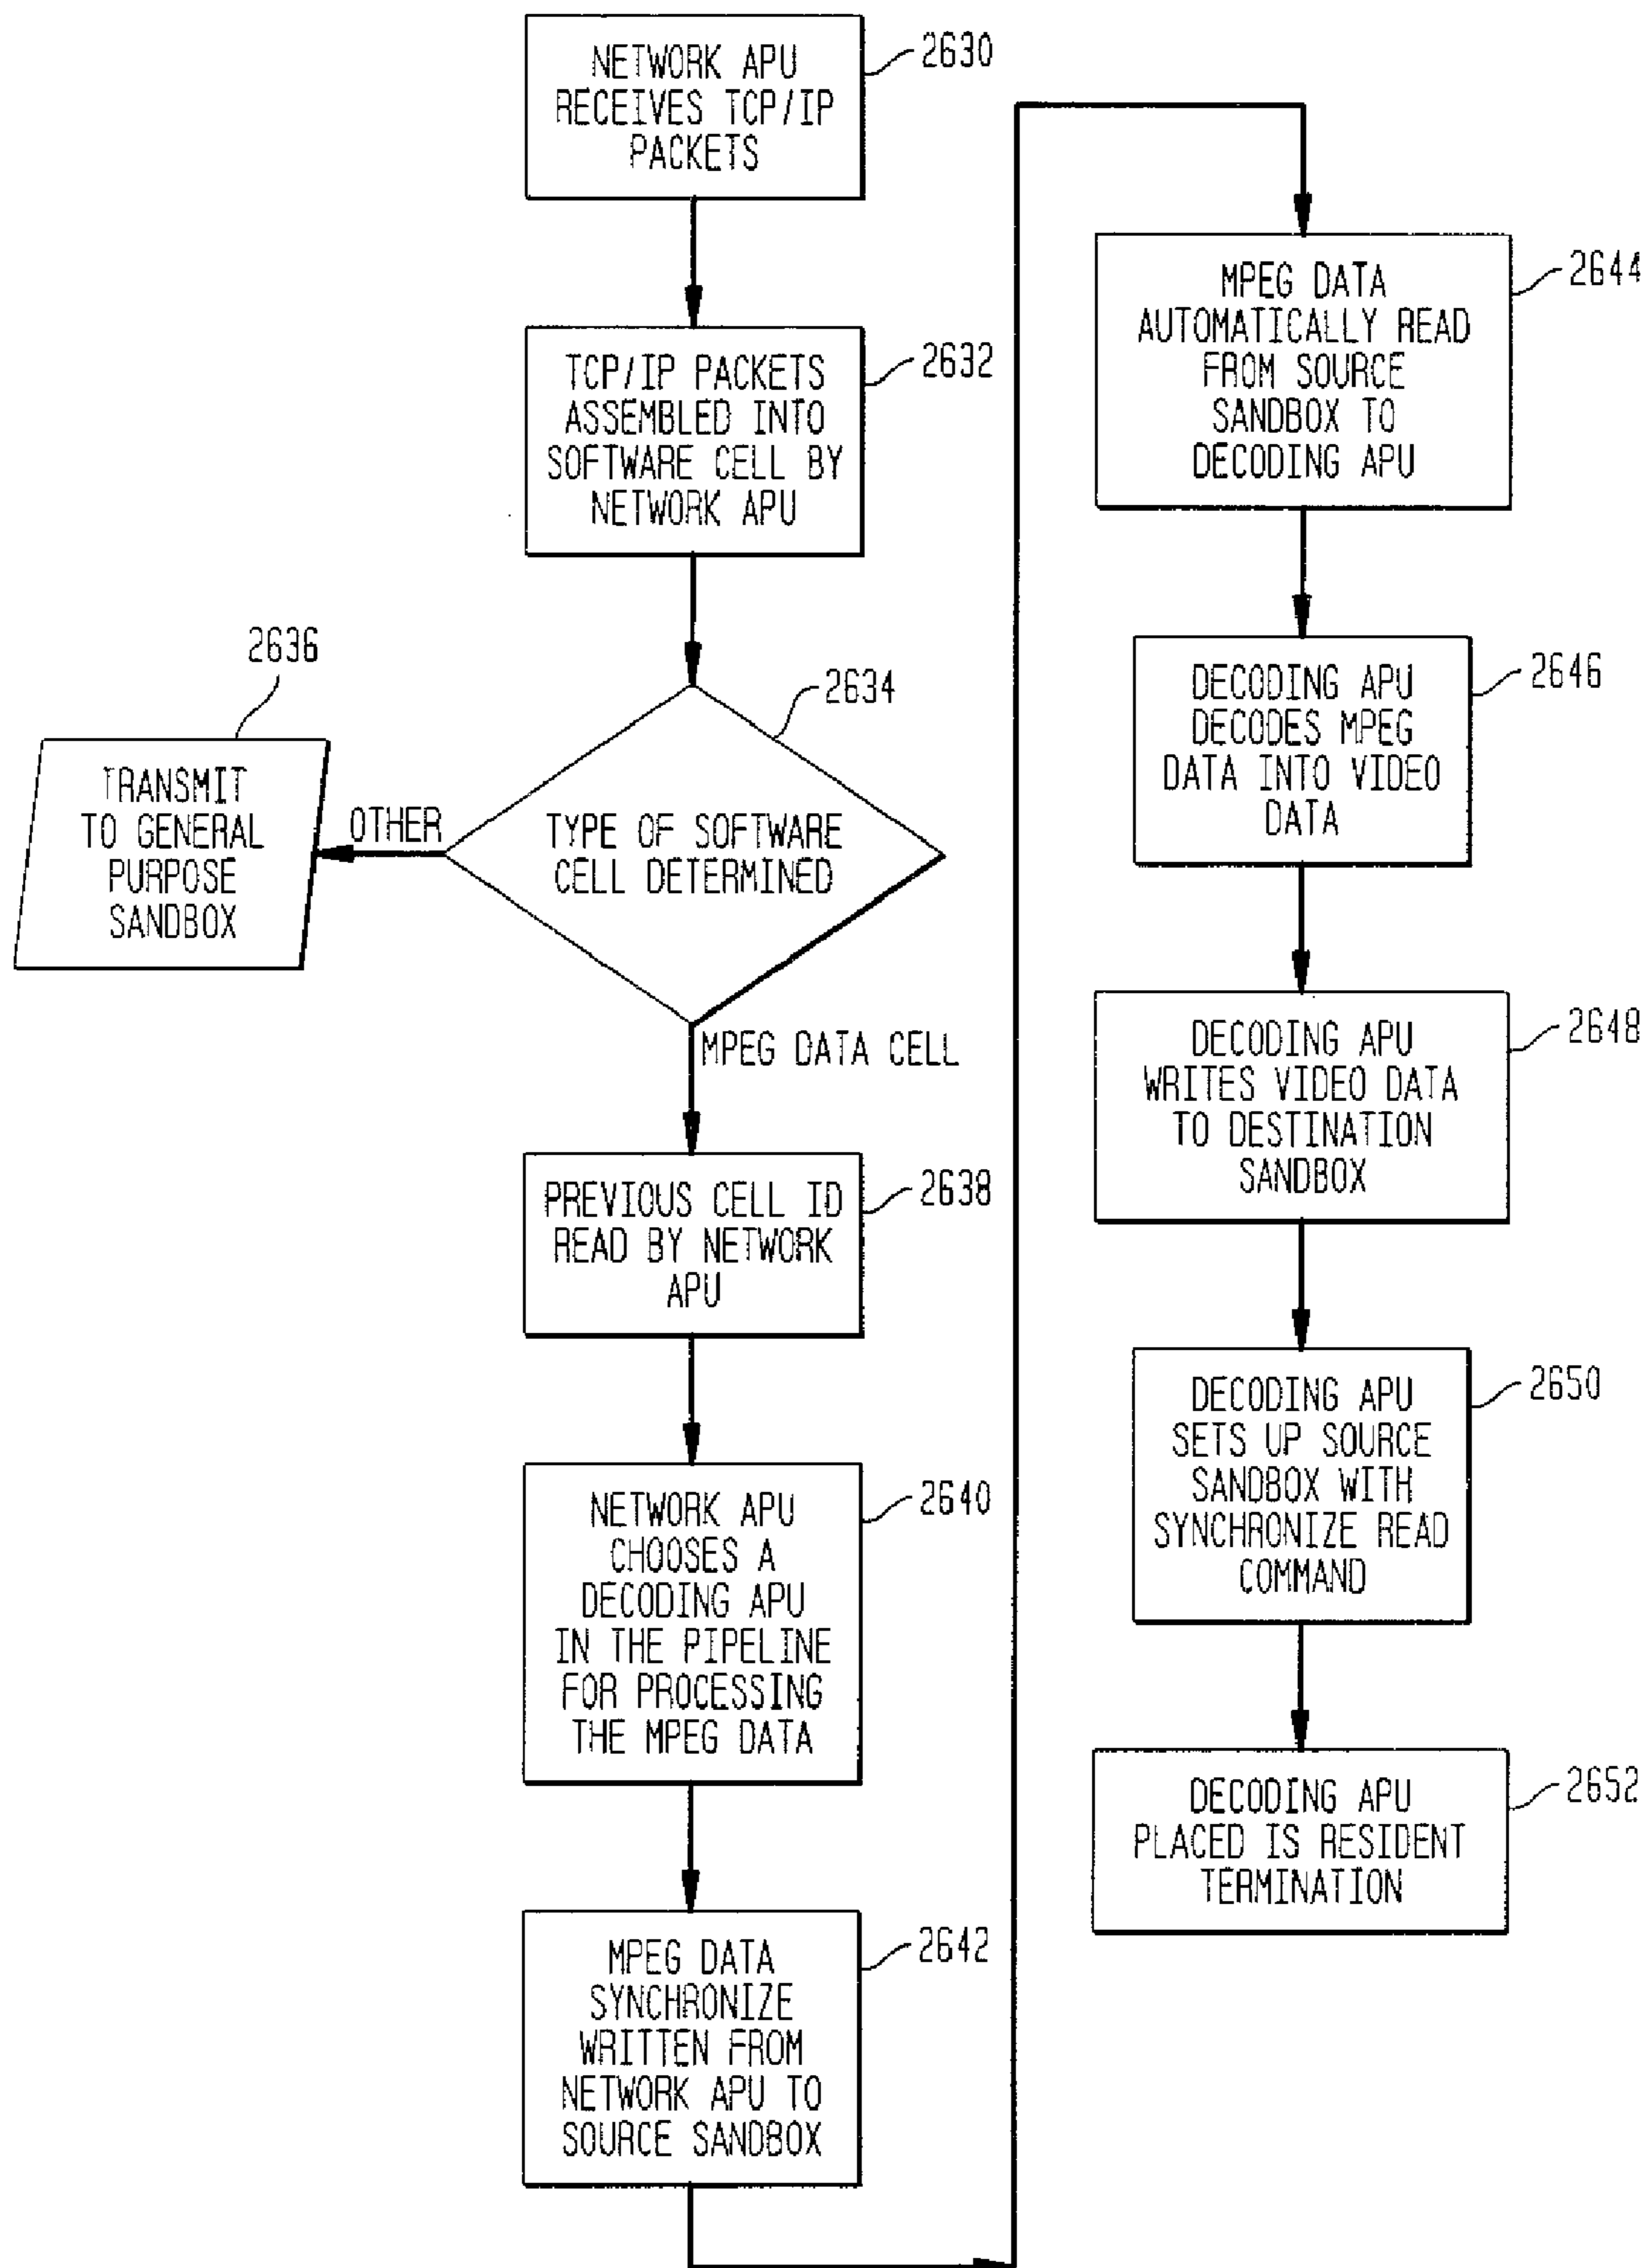 NETWORK APU
RECEIVES TCP/IP
PACKETS
2630
TCP/IP PACKETS
ASSEMBLED INTO
SOFTWARE CELL BY
NETWORK APU
2632
TYPE OF SOFTWARE
CELL DETERMINED
2634
OTHER
TRANSMIT
TO GENERAL
PURPOSE
SANDBOX
2636
MPEG DATA CELL
PREVIOUS CELL ID
READ BY NETWORK
APU
2638
NETWORK APU
CHOOSES A
DECODING APU
IN THE PIPELINE
FOR PROCESSING
THE MPEG DATA
2640
MPEG DATA
SYNCHRONIZE
WRITTEN FROM
NETWORK APU TO
SOURCE SANDBOX
2642
MPEG DATA
AUTOMATICALLY READ
FROM SOURCE
SANDBOX TO
DECODING APU
2644
DECODING APU
DECODES MPEG
DATA INTO VIDEO
DATA
2646
DECODING APU
WRITES VIDEO DATA
TO DESTINATION
SANDBOX
2648
DECODING APU
SETS UP SOURCE
SANDBOX WITH
SYNCHRONIZE READ
COMMAND
2650
DECODING APU
PLACED IS RESIDENT
TERMINATION
2652